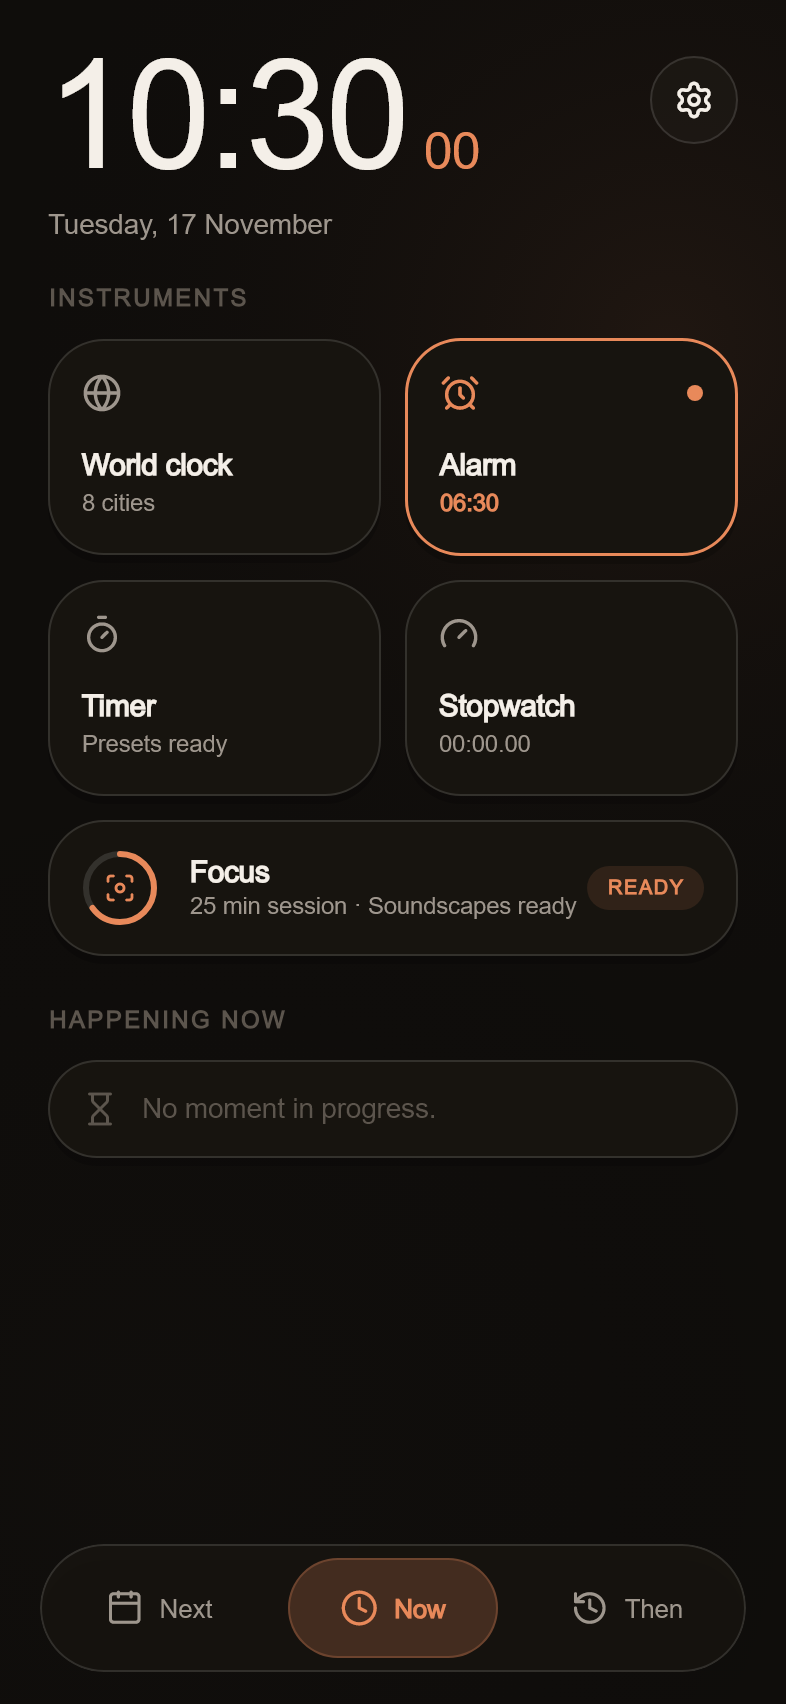 10:30 00
Tuesday, 17 November
INSTRUMENTS
World clock
8 cities
Alarm
06:30
Timer
Presets ready
Stopwatch
00:00.00
Focus
25 min session · Soundscapes ready
READY
HAPPENING NOW
No moment in progress.
Next
Now
Then